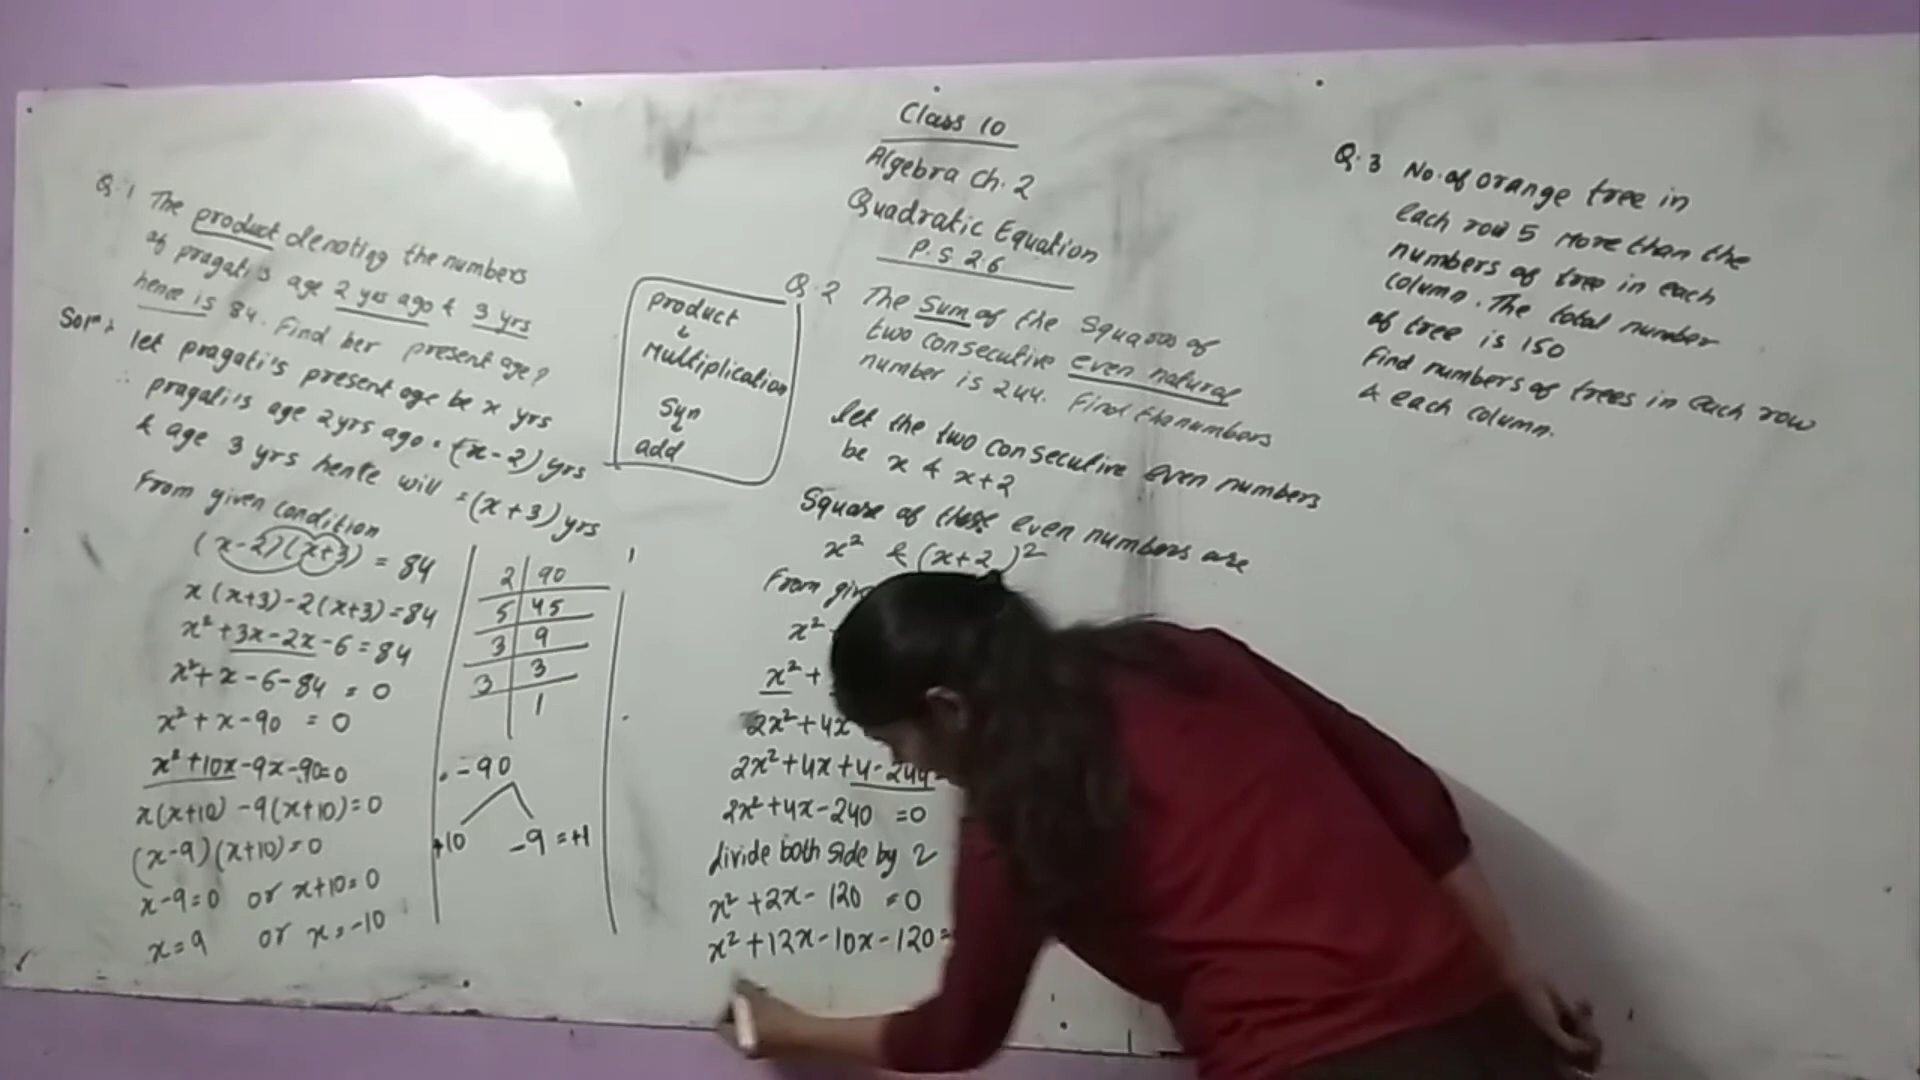 Class 10
Algebra Ch. 2
Quadratic Equation
P. S 2.6
Q. 1 The product denoting the numbers
of pragati's age 2 yrs ago & 3 yrs
hence is 84. Find her present age?
Solⁿ: let pragati's present age be x yrs
∴ pragati's age 2yrs ago = (x-2) yrs
& age 3 yrs hence will = (x+3) yrs
From given condition
(x-2)(x+3) = 84
x(x+3)-2(x+3)=84
x²+3x-2x-6=84
x²+x-6-84 = 0
x²+x-90 = 0
x²+10x-9x-90=0
x(x+10)-9(x+10)=0
(x-9)(x+10)=0
x-9=0 or x+10=0
x=9 or x=-10
2 90
5 45
3 9
3 3
1
-90
+10 -9=+1
product
↓
Multiplication
Sum
↓
add
Q. 2 The Sum of the squares of
two consecutive even natural
number is 244. Find the numbers
let the two consecutive even numbers
be x & x+2
Square of these even numbers are
x² & (x+2)²
From
x²
x²+
2x²+4x
2x²+4x+4-244
2x²+4x-240 =0
divide both side by 2
x²+2x-120 =0
x²+12x-10x-120=
Q. 3 No. of orange tree in
each row 5 More than the
numbers of tree in each
column. The total number
of tree is 150
Find numbers of trees in each row
& each column.